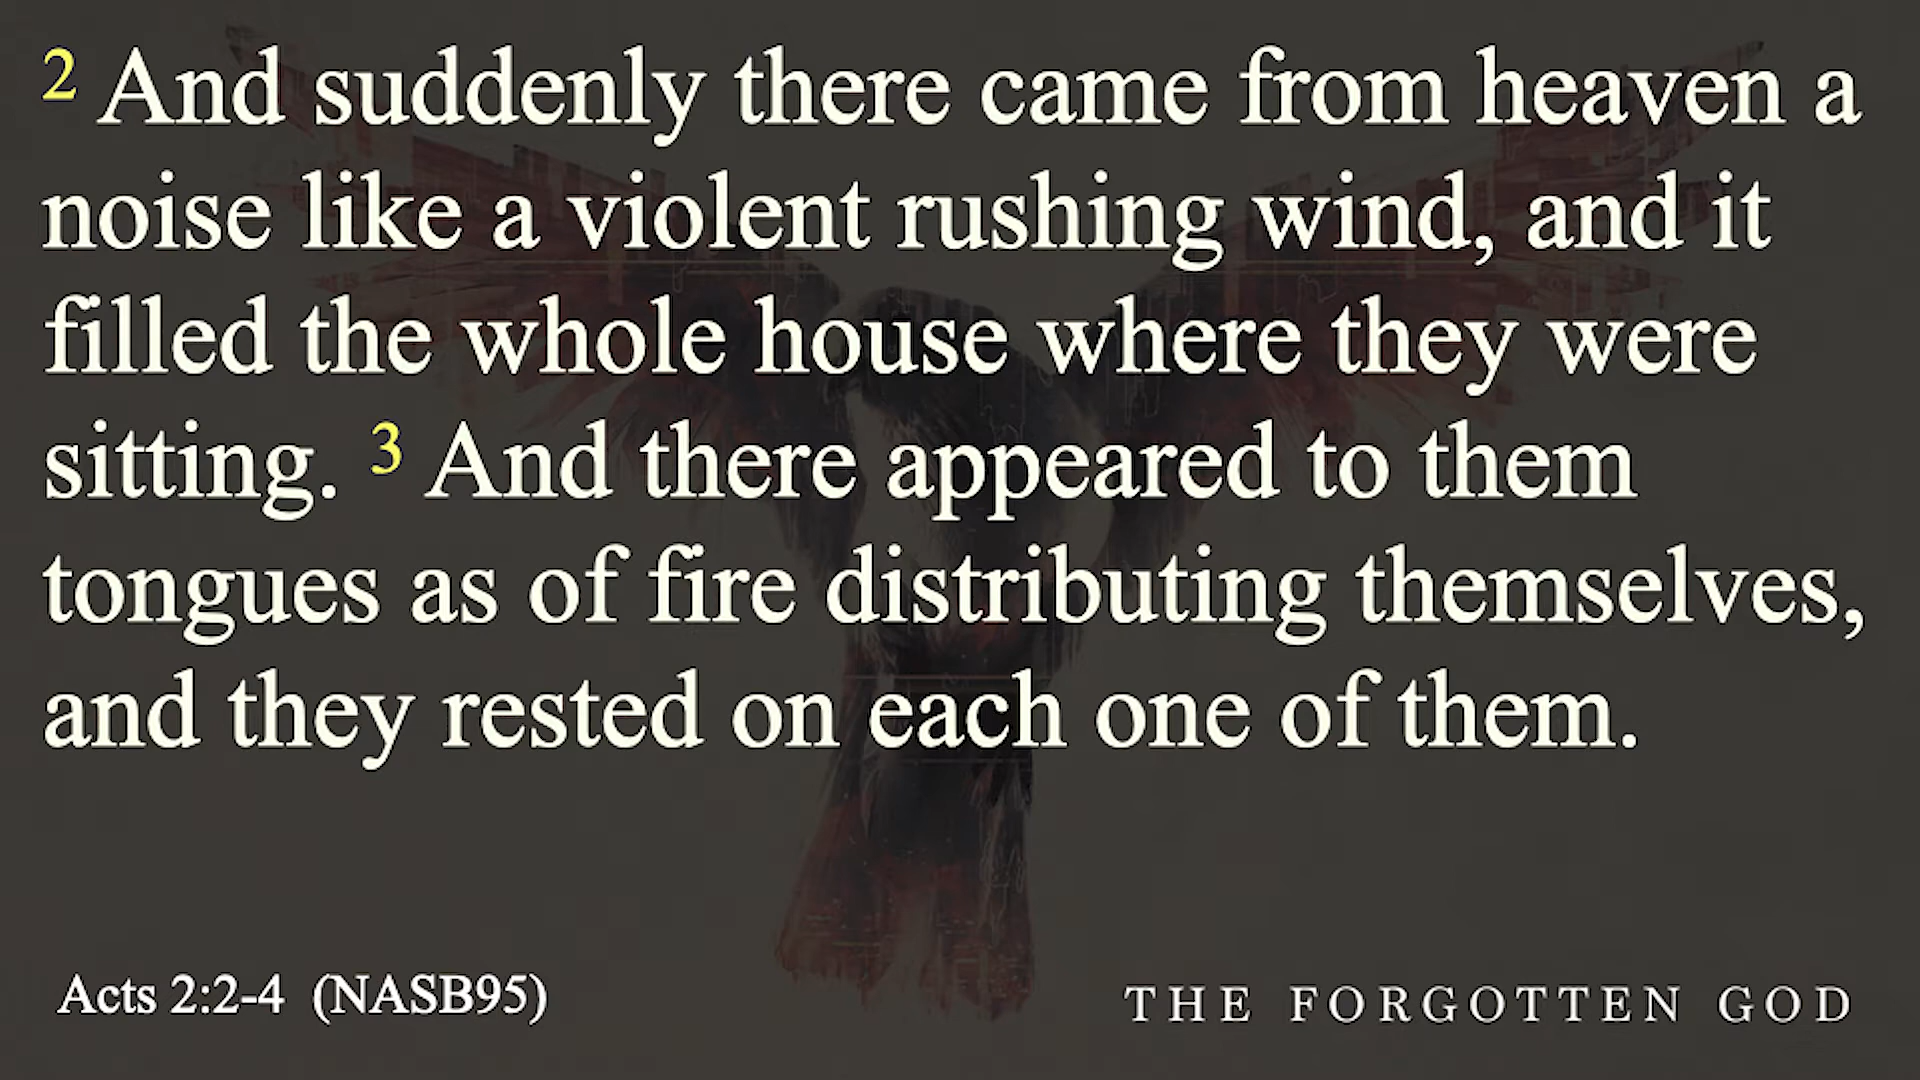 2 And suddenly there came from heaven a
noise like a violent rushing wind, and it
filled the whole house where they were
sitting. 3 And there appeared to them
tongues as of fire distributing themselves,
and they rested on each one of them.
Acts 2:2-4 (NASB95)
THE FORGOTTEN GOD